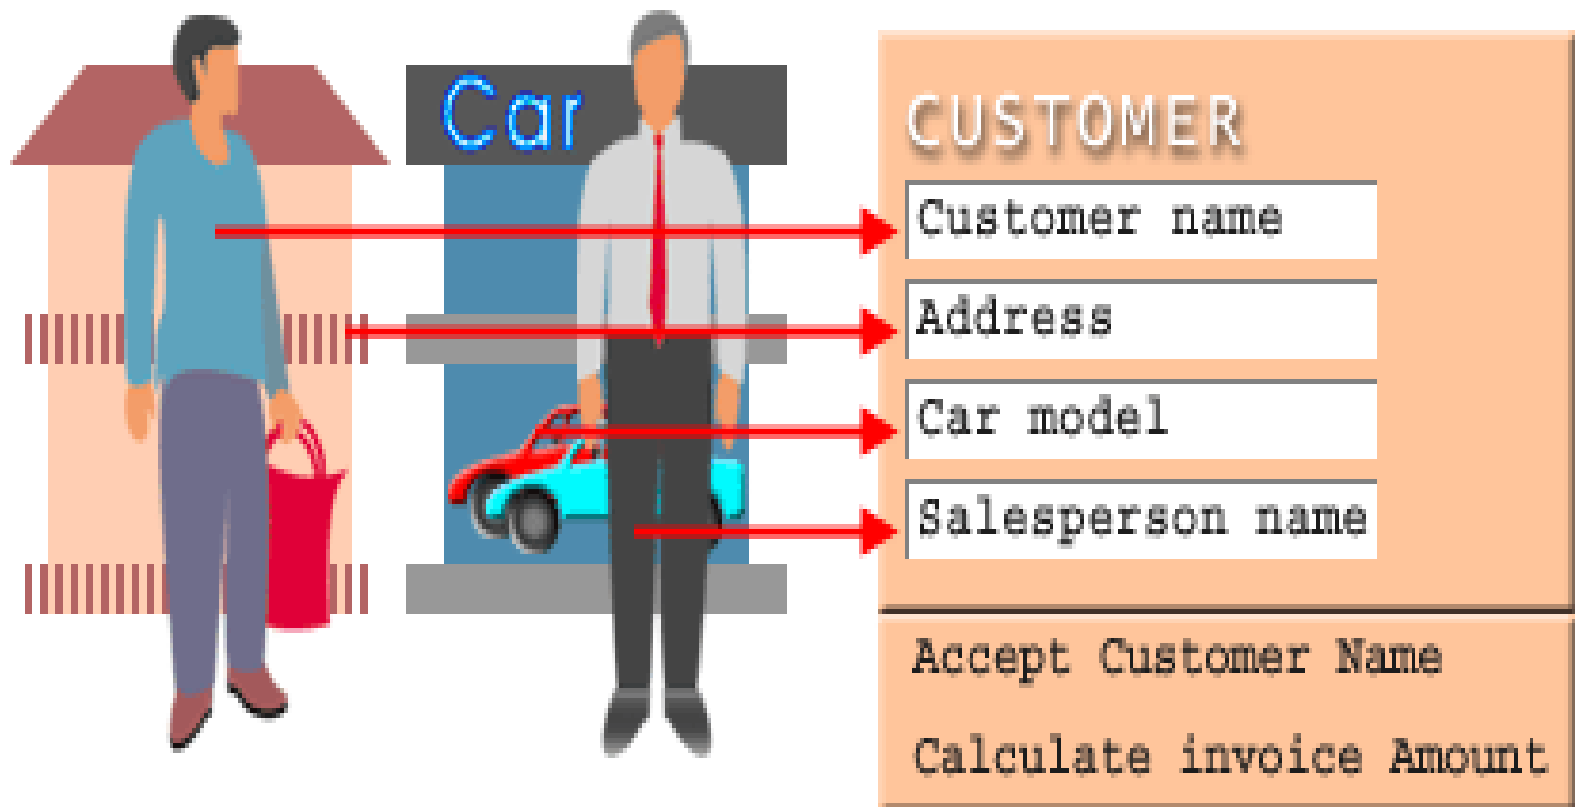 Car
CUSTOMER
Customer name
Address
Car model
Salesperson name
Accept Customer Name
Calculate invoice Amount